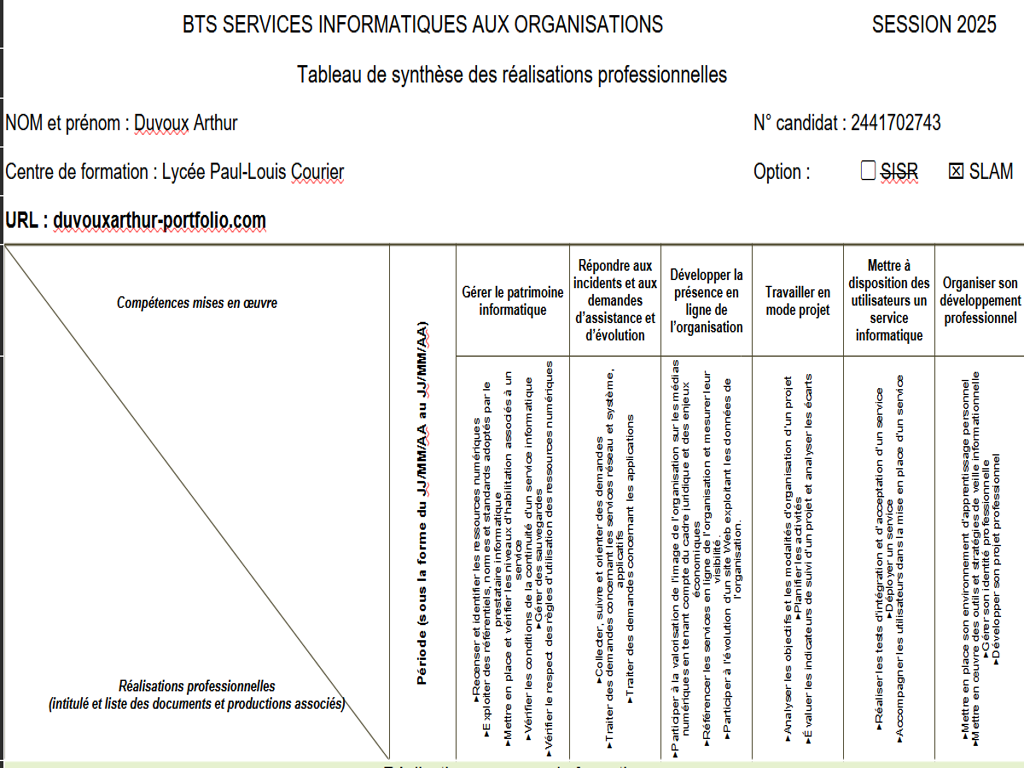 BTS SERVICES INFORMATIQUES AUX ORGANISATIONS SESSION 2025
Tableau de synthèse des réalisations professionnelles
NOM et prénom : Duvoux Arthur N° candidat : 2441702743
Centre de formation : Lycée Paul-Louis Courier Option : ☐ SISR ☒ SLAM
URL : duvouxarthur-portfolio.com
Compétences mises en œuvre
Réalisations professionnelles
(intitulé et liste des documents et productions associés)
Période (sous la forme du JJ/MM/AA au JJ/MM/AA)
Gérer le patrimoine
informatique
Répondre aux
incidents et aux
demandes
d'assistance et
d'évolution
Développer la
présence en
ligne de
l'organisation
Travailler en
mode projet
Mettre à
disposition des
utilisateurs un
service
informatique
Organiser son
développement
professionnel
►Recenser et identifier les ressources numériques
►Exploiter des référentiels, normes et standards adoptés par le
prestataire informatique
►Mettre en place et vérifier les niveaux d'habilitation associés à un
service
►Vérifier les conditions de la continuité d'un service informatique
►Gérer des sauvegardes
►Vérifier le respect des règles d'utilisation des ressources numériques
►Collecter, suivre et orienter des demandes
►Traiter des demandes concernant les services réseau et système,
applicatifs
►Traiter des demandes concernant les applications
►Participer à la valorisation de l'image de l'organisation sur les médias
numériques en tenant compte du cadre juridique et des enjeux
économiques
►Référencer les services en ligne de l'organisation et mesurer leur
visibilité.
►Participer à l'évolution d'un site Web exploitant les données de
l'organisation.
►Analyser les objectifs et les modalités d'organisation d'un projet
►Planifier les activités
►Évaluer les indicateurs de suivi d'un projet et analyser les écarts
►Réaliser les tests d'intégration et d'acceptation d'un service
►Déployer un service
►Accompagner les utilisateurs dans la mise en place d'un service
►Mettre en place son environnement d'apprentissage personnel
►Mettre en œuvre des outils et stratégies de veille informationnelle
►Gérer son identité professionnelle
►Développer son projet professionnel